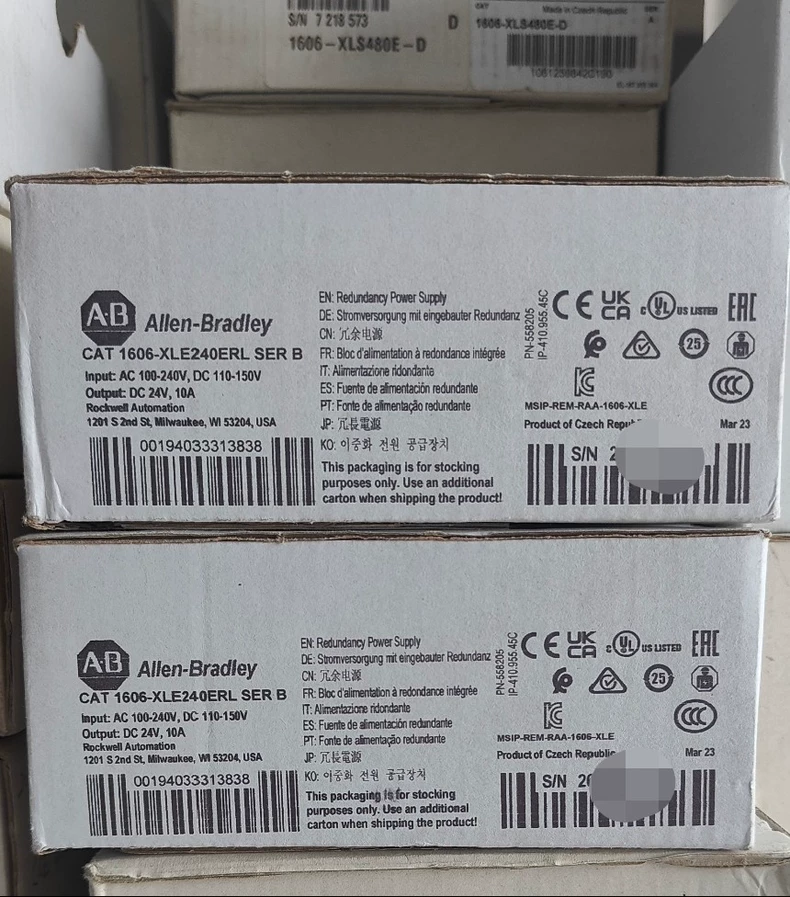 S/N 7 218 573
D
1606-XLS480E-D
CAT
Made in Czech Republic
1606-XLS480E-D
A-B
Allen-Bradley
CAT 1606-XLE240ERL SER B
Input: AC 100-240V, DC 110-150V
Output: DC 24V, 10A
Rockwell Automation
1201 S 2nd St, Milwaukee, WI 53204, USA
00194033313838
EN: Redundancy Power Supply
DE: Stromversorgung mit eingebauter Redundanz
CN: 冗余电源
FR: Bloc d'alimentation à redondance intégrée
IT: Alimentazione ridondante
ES: Fuente de alimentación redundante
PT: Fonte de alimentação redundante
JP: 冗長電源
KO: 이중화 전원 공급장치
This packaging is for stocking
purposes only. Use an additional
carton when shipping the product!
PN-558205
IP-410.955.45C
CE UK CA c UL US LISTED EAC
25
MSIP-REM-RAA-1606-XLE
CCC
Product of Czech
Mar 23
S/N 2
A-B
Allen-Bradley
CAT 1606-XLE240ERL SER B
Input: AC 100-240V, DC 110-150V
Output: DC 24V, 10A
Rockwell Automation
1201 S 2nd St, Milwaukee, WI 53204, USA
00194033313838
EN: Redundancy Power Supply
DE: Stromversorgung mit eingebauter Redundanz
CN: 冗余电源
FR: Bloc d'alimentation à redondance intégrée
IT: Alimentazione ridondante
ES: Fuente de alimentación redundante
PT: Fonte de alimentação redundante
JP: 冗長電源
KO: 이중화 전원 공급장치
This packaging is for stocking
purposes only. Use an additional
carton when shipping the product!
PN-558205
IP-410.955.45C
CE UK CA c UL US LISTED EAC
25
MSIP-REM-RAA-1606-XLE
CCC
Product of Czech Republic
Mar 23
S/N 20